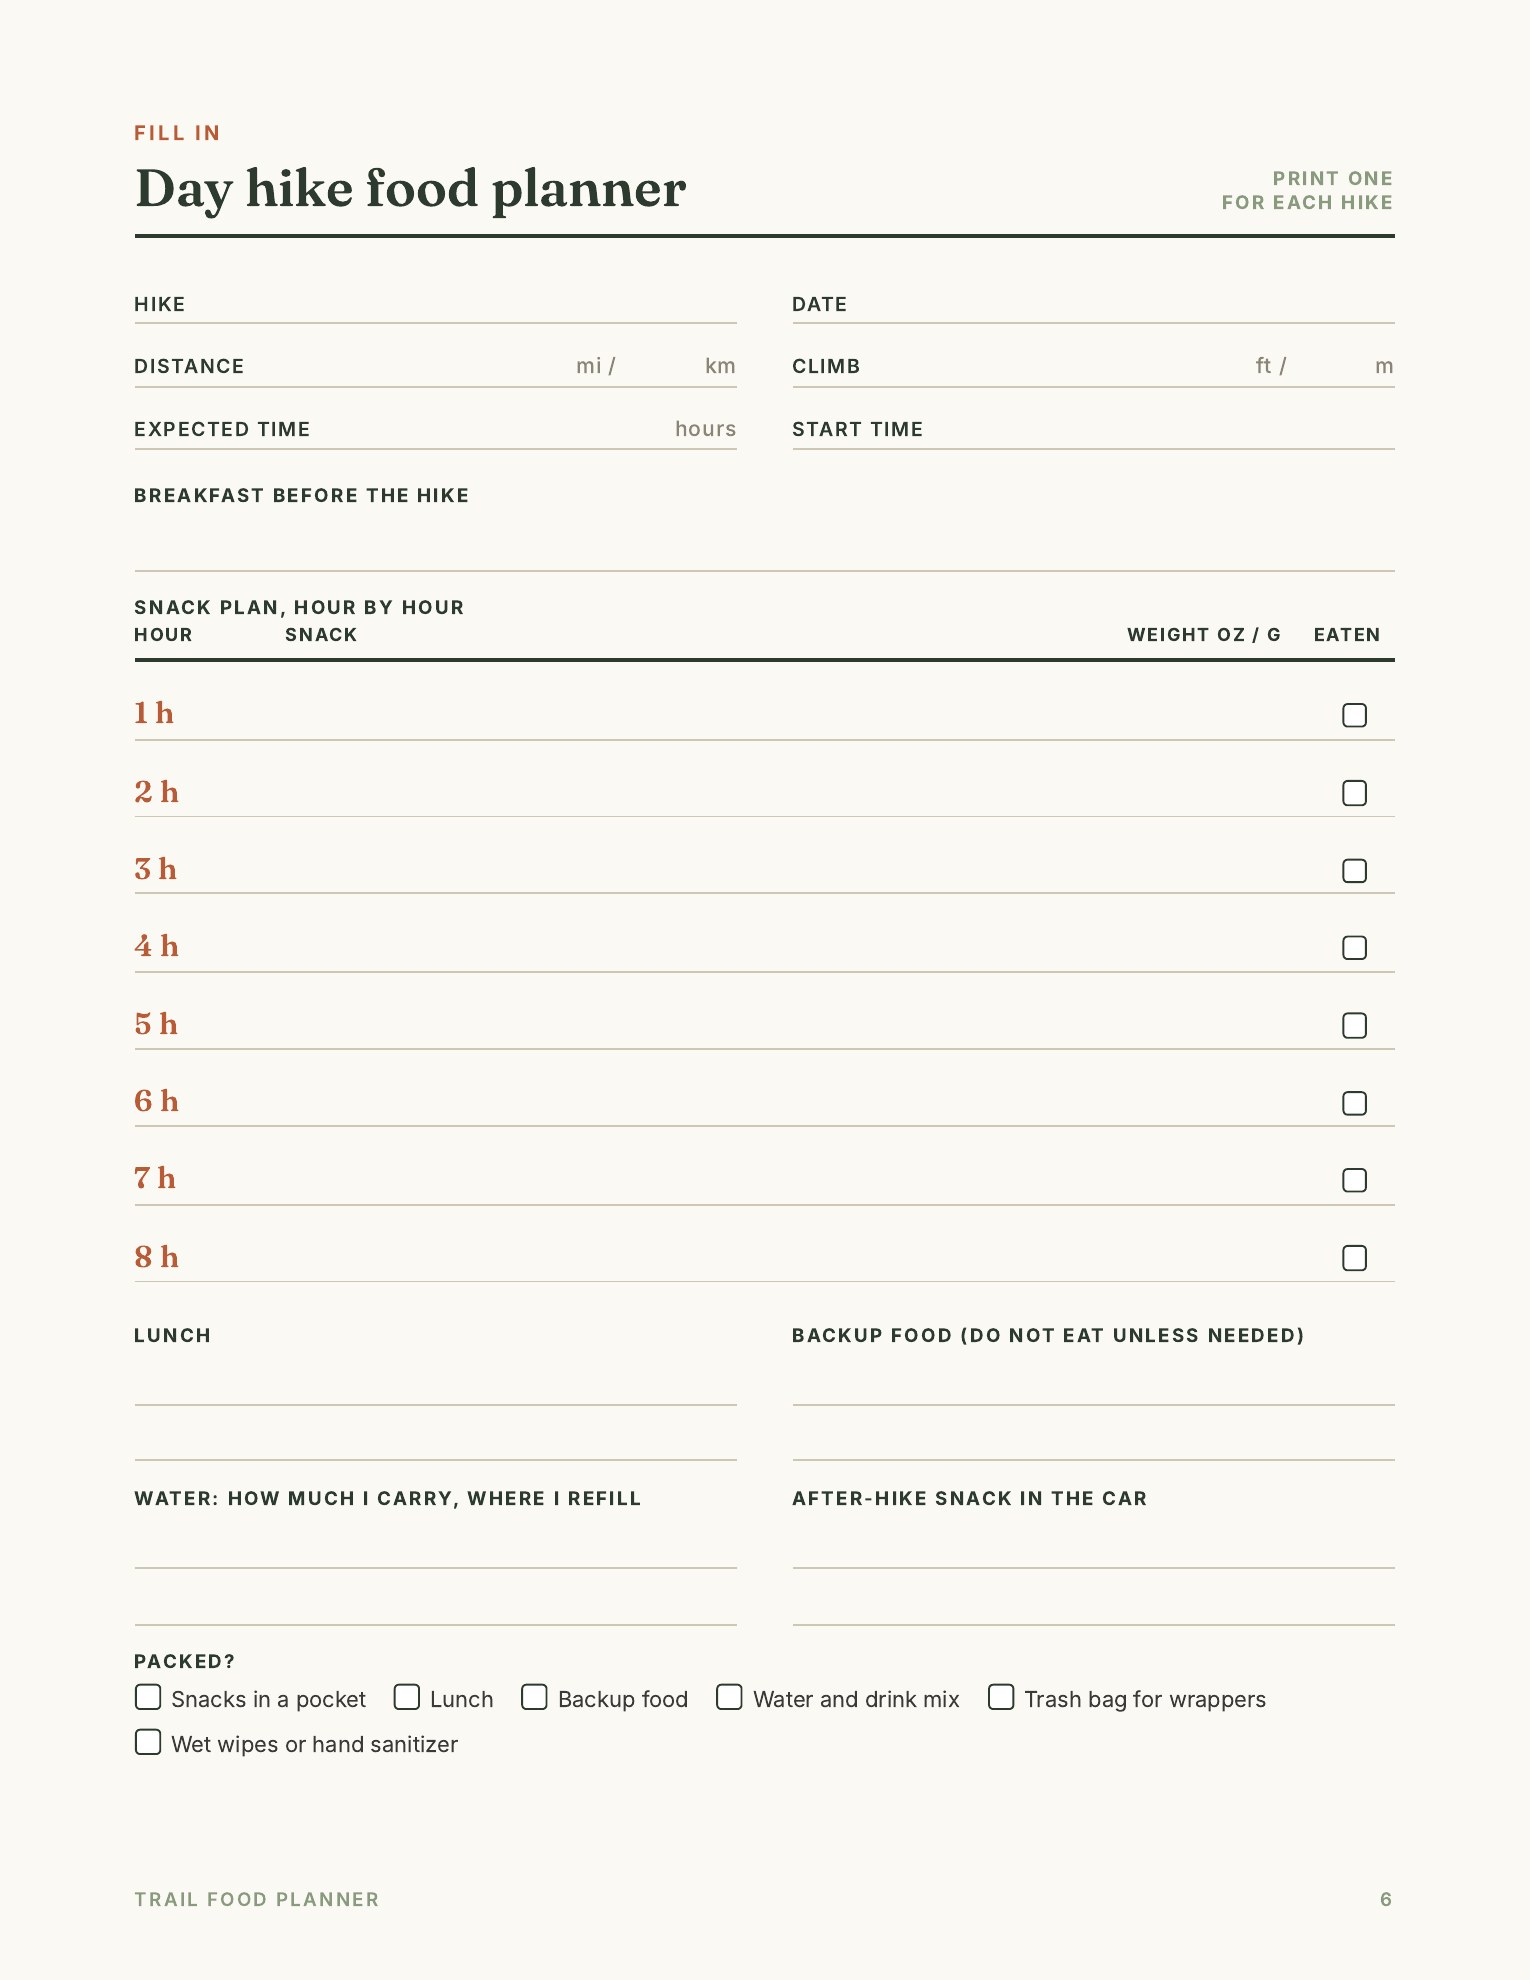 FILL IN
Day hike food planner
PRINT ONE
FOR EACH HIKE
HIKE
DATE
DISTANCE mi / km
CLIMB ft / m
EXPECTED TIME hours
START TIME
BREAKFAST BEFORE THE HIKE
SNACK PLAN, HOUR BY HOUR
HOUR SNACK WEIGHT OZ / G EATEN
1 h
2 h
3 h
4 h
5 h
6 h
7 h
8 h
LUNCH
BACKUP FOOD (DO NOT EAT UNLESS NEEDED)
WATER: HOW MUCH I CARRY, WHERE I REFILL
AFTER-HIKE SNACK IN THE CAR
PACKED?
Snacks in a pocket Lunch Backup food Water and drink mix Trash bag for wrappers
Wet wipes or hand sanitizer
TRAIL FOOD PLANNER 6